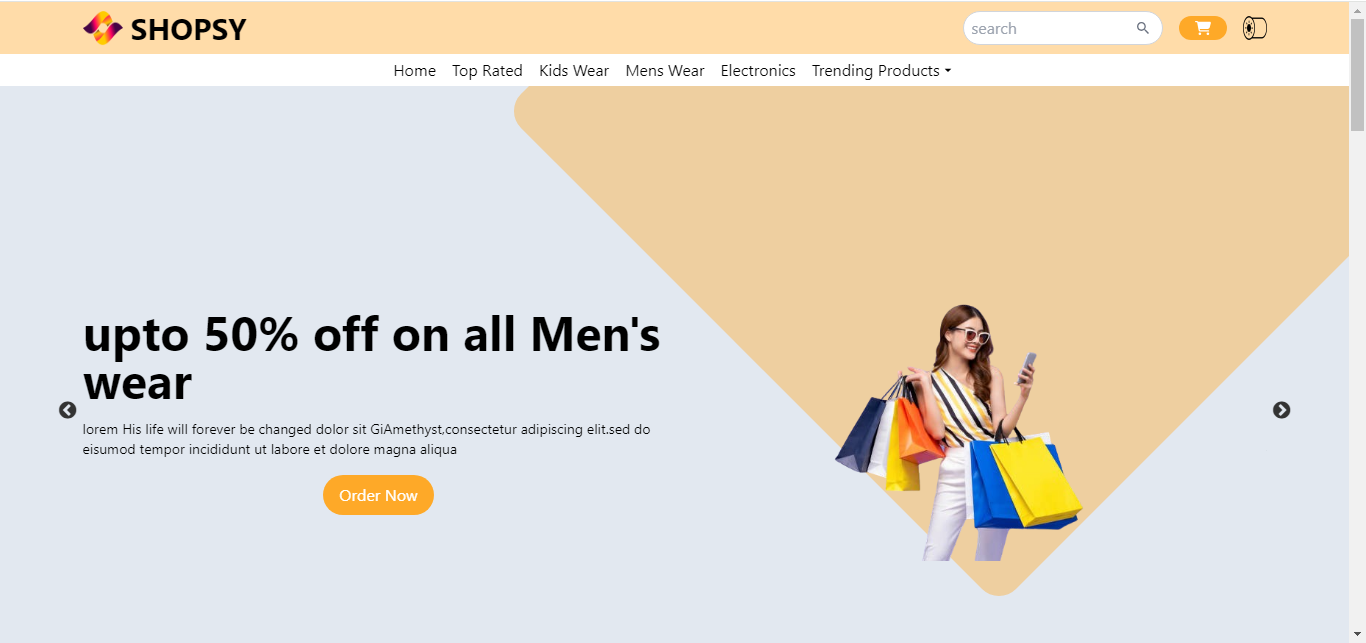 SHOPSY
search
Home Top Rated Kids Wear Mens Wear Electronics Trending Products
upto 50% off on all Men's
wear
lorem His life will forever be changed dolor sit GiAmethyst,consectetur adipiscing elit.sed do
eisumod tempor incididunt ut labore et dolore magna aliqua
Order Now